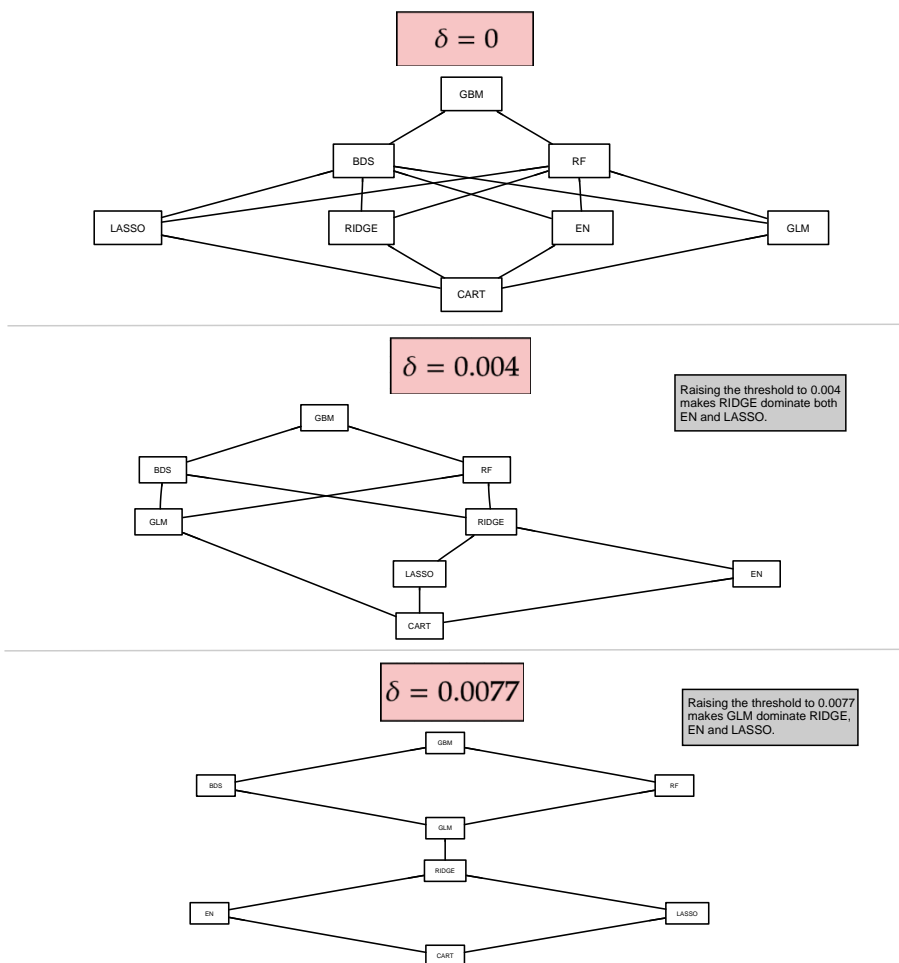 δ = 0
GBM
BDS RF
LASSO RIDGE EN GLM
CART
δ = 0.004
Raising the threshold to 0.004
makes RIDGE dominate both
EN and LASSO.
GBM
BDS RF
GLM RIDGE
LASSO EN
CART
δ = 0.0077
Raising the threshold to 0.0077
makes GLM dominate RIDGE,
EN and LASSO.
GBM
BDS RF
GLM
RIDGE
EN LASSO
CART